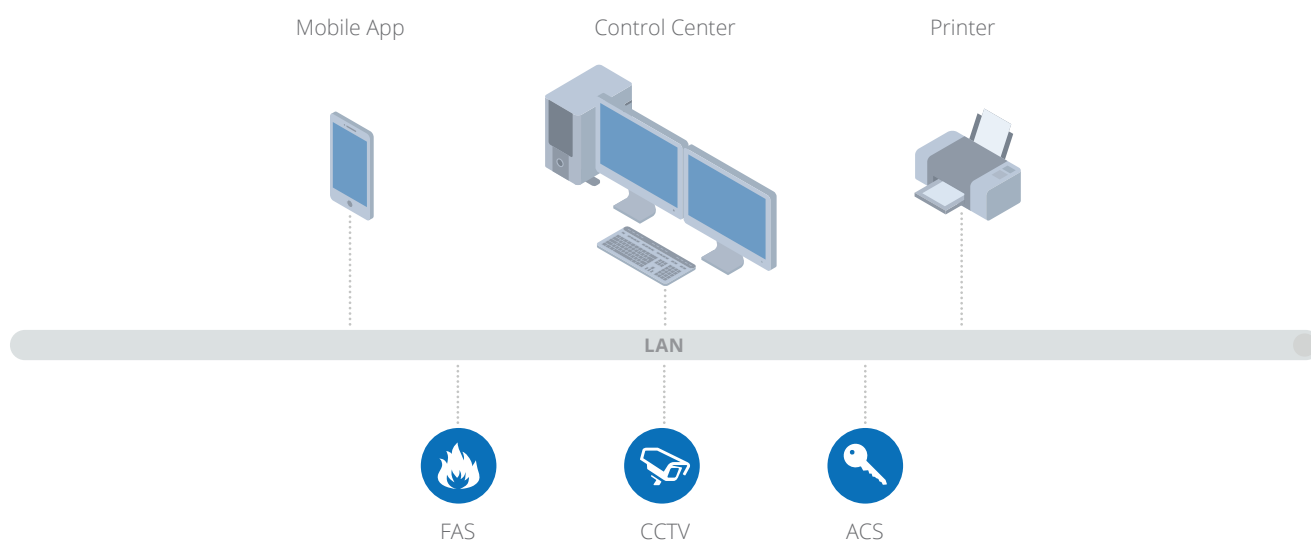 Mobile App
Control Center
Printer
LAN
FAS
CCTV
ACS